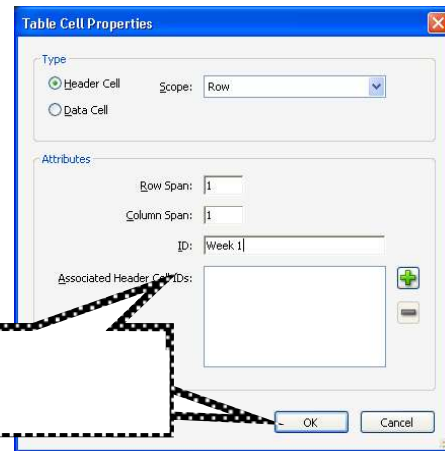 Table Cell Properties
Type
Header Cell Scope: Row
Data Cell
Attributes
Row Span: 1
Column Span: 1
ID: Week 1
Associated Header Cell IDs:
OK Cancel